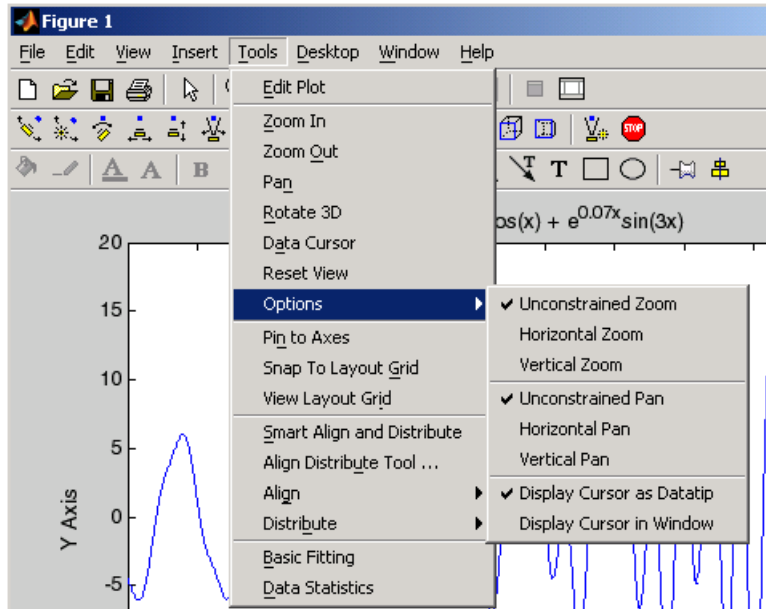 Figure 1
File Edit View Insert Tools Desktop Window Help
STOP
A A B T T
os(x) + e^0.07x sin(3x)
Edit Plot
Zoom In
Zoom Out
Pan
Rotate 3D
Data Cursor
Reset View
Options
Pin to Axes
Snap To Layout Grid
View Layout Grid
Smart Align and Distribute
Align Distribute Tool ...
Align
Distribute
Basic Fitting
Data Statistics
Unconstrained Zoom
Horizontal Zoom
Vertical Zoom
Unconstrained Pan
Horizontal Pan
Vertical Pan
Display Cursor as Datatip
Display Cursor in Window
20
15
10
5
0
-5
Y Axis